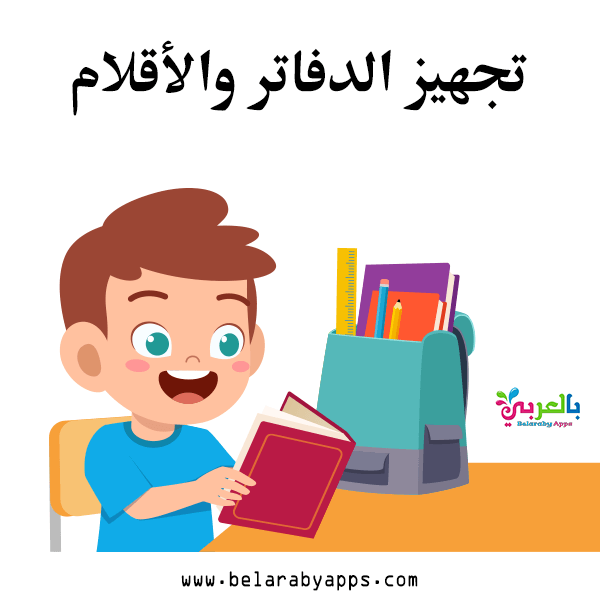 تجهيز الدفاتر والأقلام
بالعربي
Belaraby Apps
www.belarabyapps.com